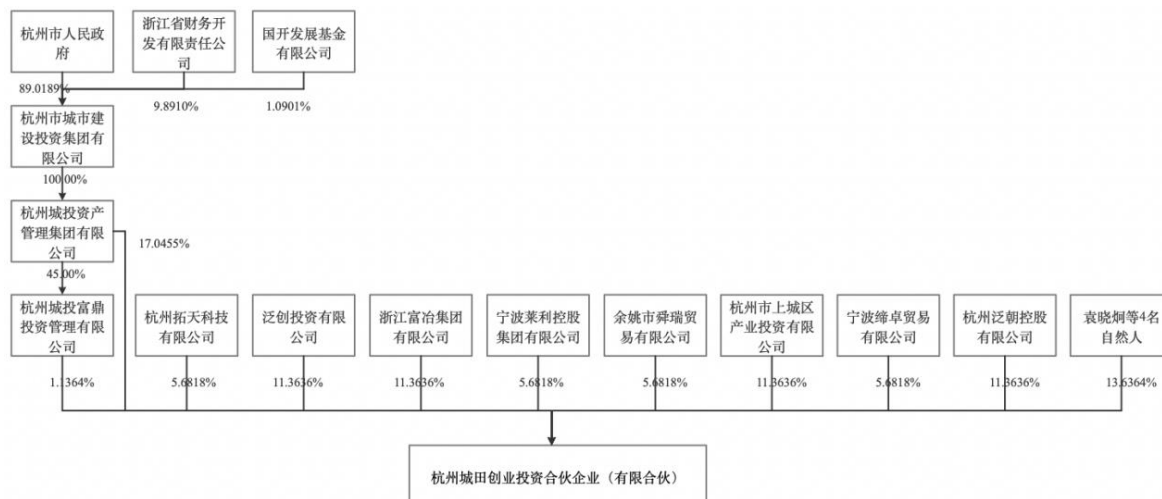 杭州市人民政
府
浙江省财务开
发有限责任公
司
国开发展基金
有限公司
89.0189%
9.8910%
1.0901%
杭州市城市建
设投资集团有
限公司
100.00%
杭州城投资产
管理集团有限
公司
17.0455%
45.00%
杭州城投富鼎
投资管理有限
公司
杭州拓天科技
有限公司
泛创投资有限
公司
浙江富冶集团
有限公司
宁波莱利控股
集团有限公司
余姚市舜瑞贸
易有限公司
杭州市上城区
产业投资有限
公司
宁波缔卓贸易
有限公司
杭州泛朝控股
有限公司
袁晓炯等4名
自然人
1.1364%
5.6818%
11.3636%
11.3636%
5.6818%
5.6818%
11.3636%
5.6818%
11.3636%
13.6364%
杭州城田创业投资合伙企业（有限合伙）